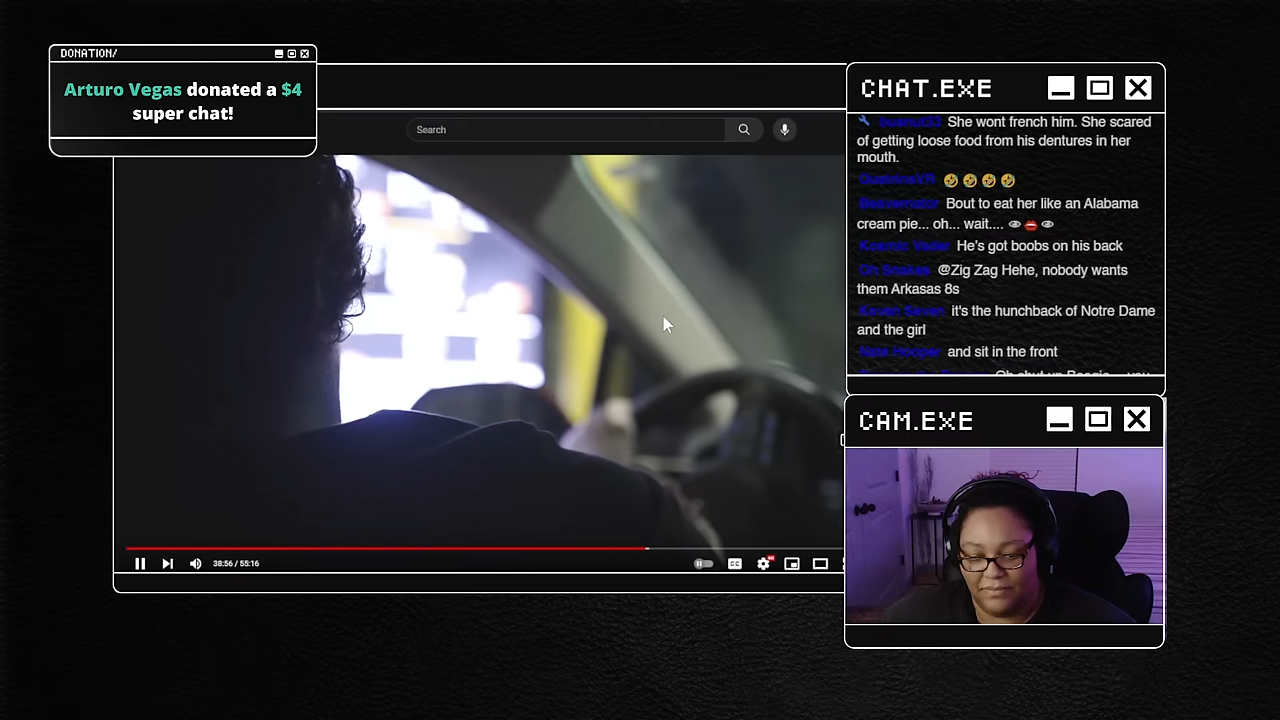 DONATION/
Arturo Vegas donated a $4
super chat!
Search
38:56 / 55:16
CC
CHAT.EXE
She wont french him. She scared
of getting loose food from his dentures in her
mouth.
Bout to eat her like an Alabama
cream pie... oh... wait....
He's got boobs on his back
@Zig Zag Hehe, nobody wants
them Arkasas 8s
it's the hunchback of Notre Dame
and the girl
and sit in the front
CAM.EXE